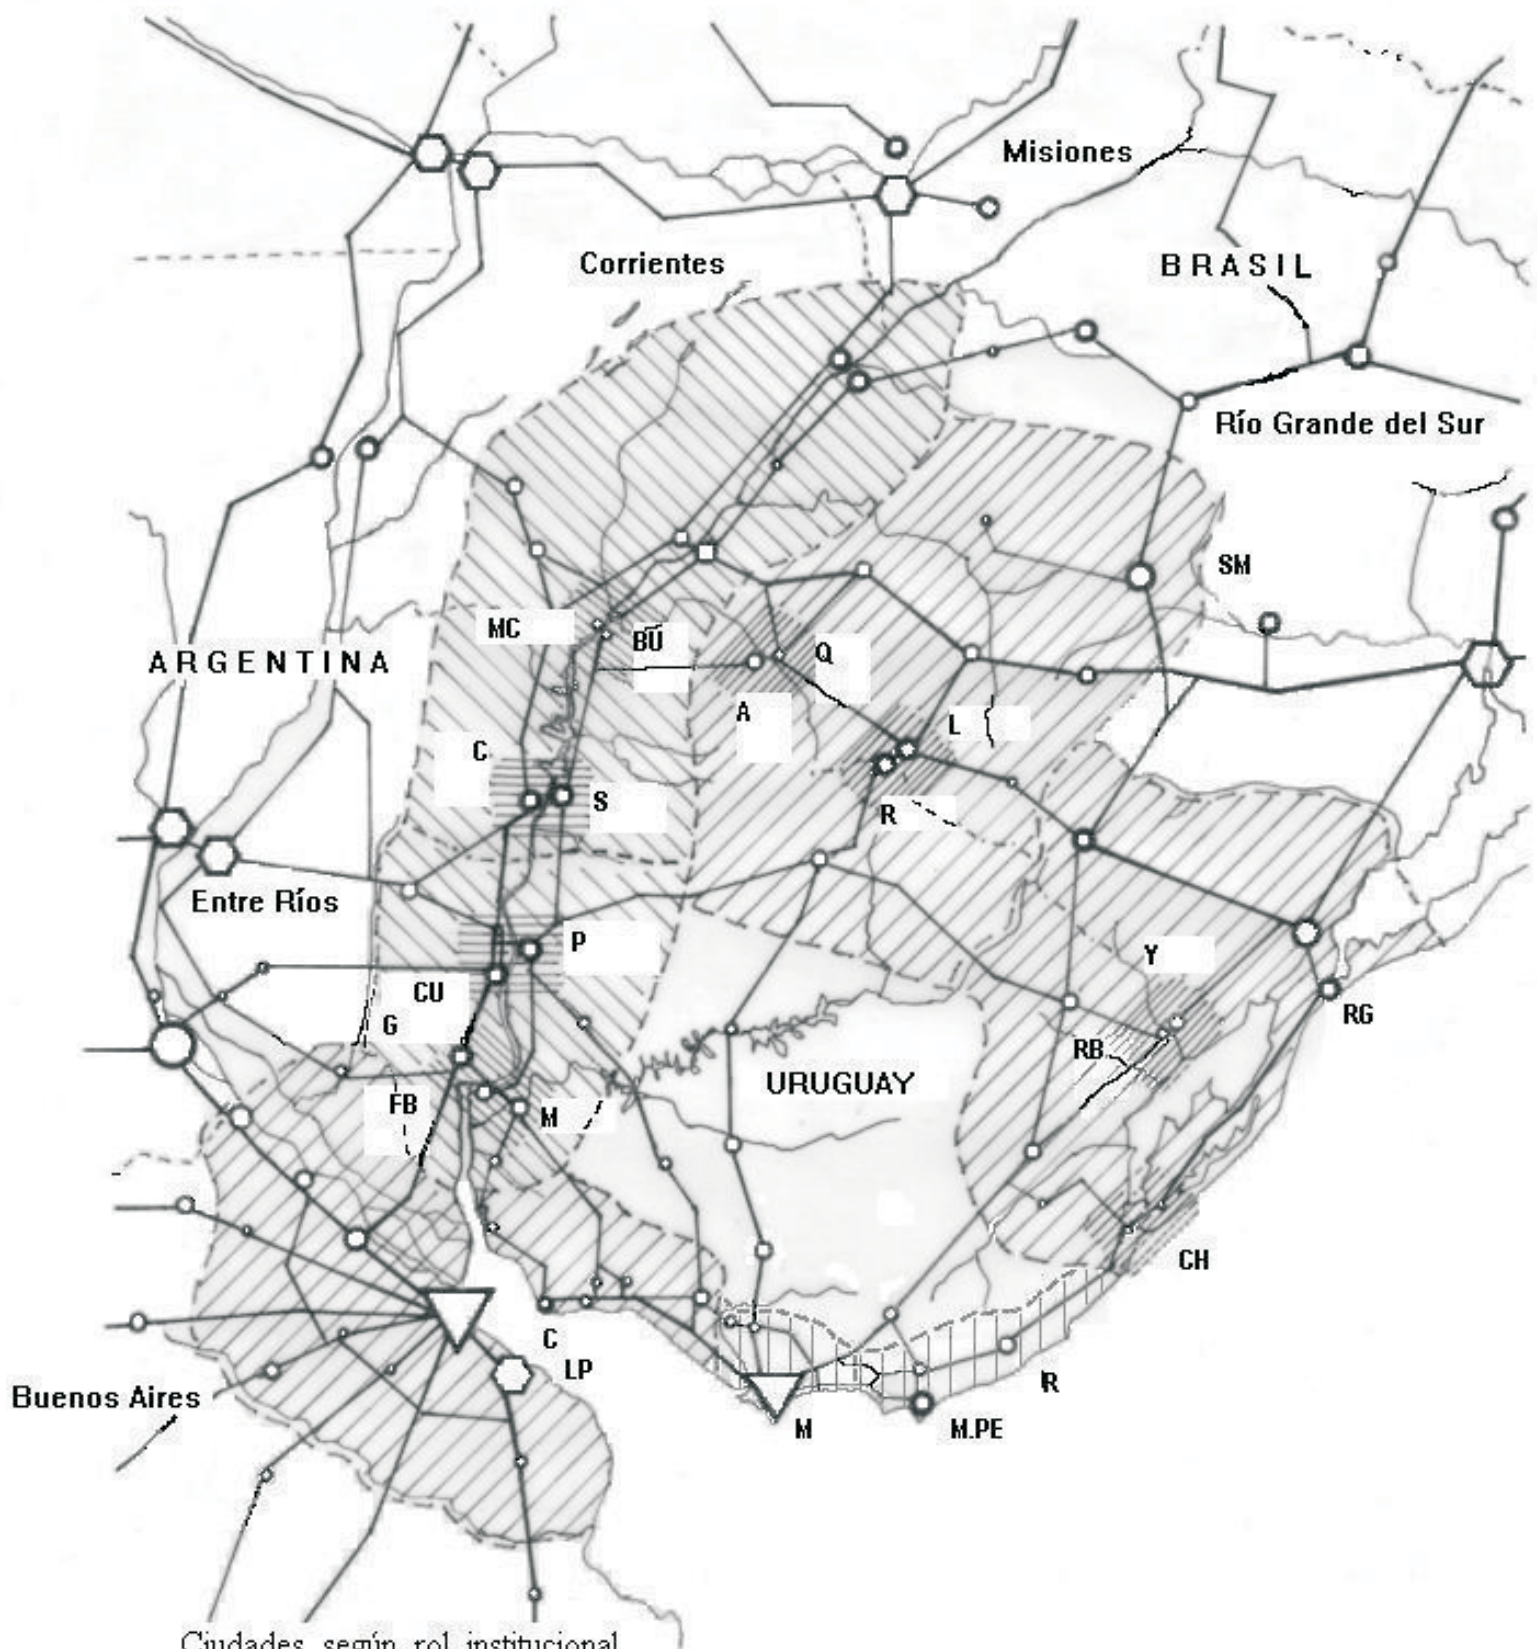 Misiones
Corrientes
BRASIL
Río Grande del Sur
SM
MC
BÚ
Q
ARGENTINA
A
L
C
S
R
Entre Ríos
P
Y
CU
RG
G
RB
URUGUAY
FB
M
CH
C
LP
R
Buenos Aires
M
M.PE
Ciudades según rol institucional